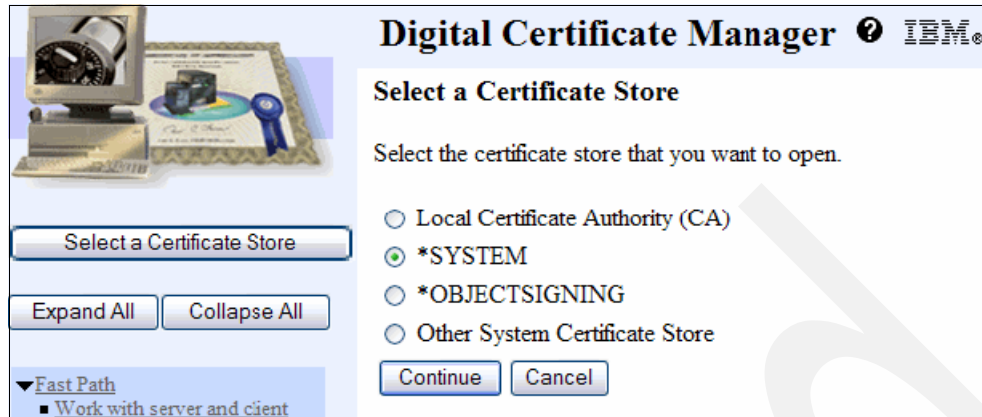 Digital Certificate Manager ? IBM®
Select a Certificate Store
Select the certificate store that you want to open.
Local Certificate Authority (CA)
*SYSTEM
*OBJECTSIGNING
Other System Certificate Store
Continue Cancel
Select a Certificate Store
Expand All Collapse All
Fast Path
Work with server and client